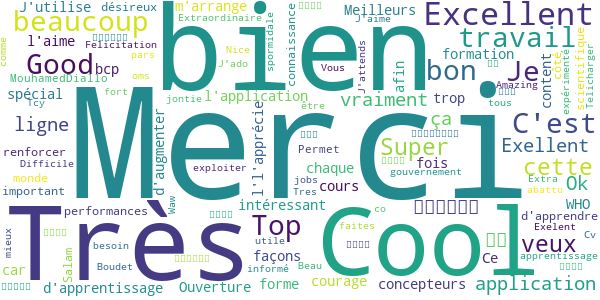 J'utilise désireux m'arrange Meilleurs
beaucoup bien Extraordinaire J'aime Excellent
comme l'aime Felicitation Nice spormidale connaissance travail
Good bcp pars J'ado Vous J'attends formation côté scientifique
MouhamedDiallo oms afin bon Je content expérimenté Telicharger
spécial Tcy fort l'application vraiment trop Amazing tous
ligne jontie être ça C'est
Merci
renforcer d'augmenter l'apprécie Super Exellent
Difficile exploiter Permet chaque fois gouvernement cette
monde jobs cours Extra abattu Ok
important Waw Tres
performances intéressant WHO d'apprendre
Très Top Cool co veux Exelent
mieux Salam besoin utile façons faites Ce Cv
car Boudet informé Beau courage concepteurs apprentissage
d'apprentissage Ouverture forme application